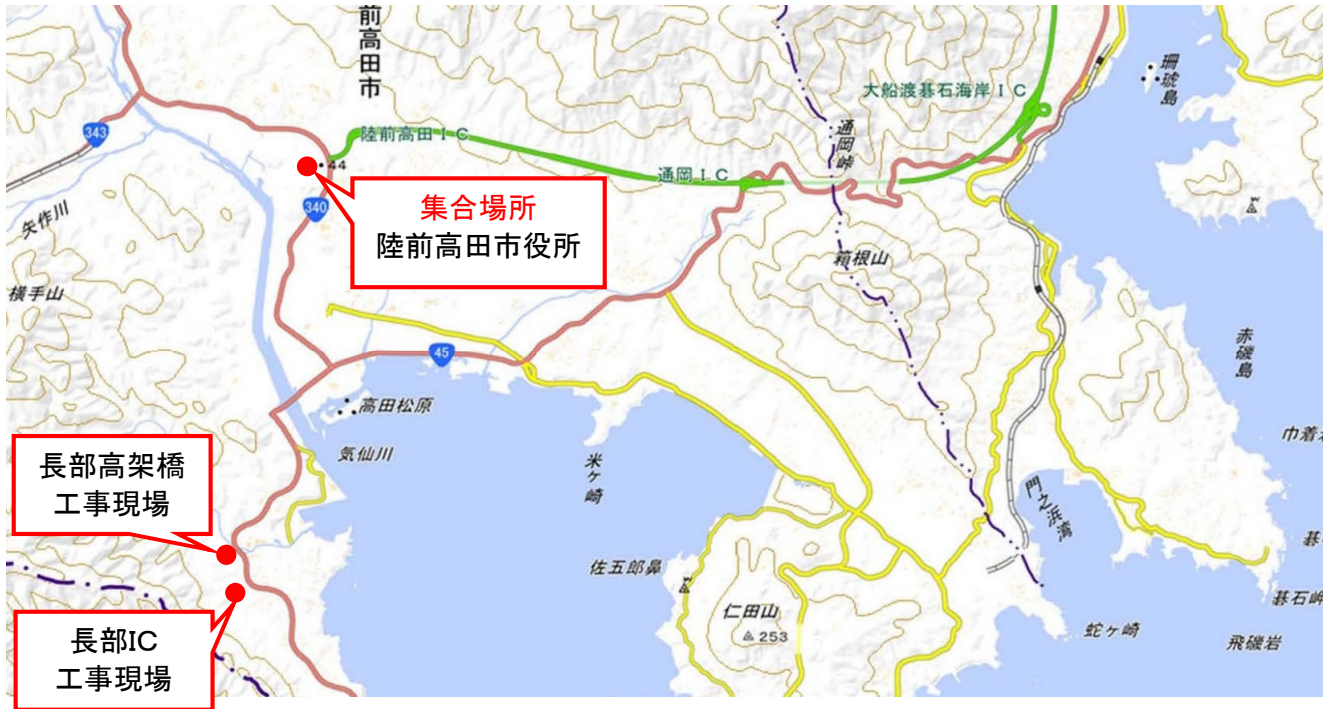 前高田市
343
陸前高田IC
44
340
集合場所
陸前高田市役所
矢作川
横手山
通岡IC
通岡峠
大船渡碁石海岸IC
珊琥島
箱根山
赤磯島
45
高田松原
気仙川
米ヶ崎
巾着
門之浜湾
長部高架橋
工事現場
佐五郎鼻
仁田山
253
碁石岬
蛇ヶ崎
飛磯岩
長部IC
工事現場